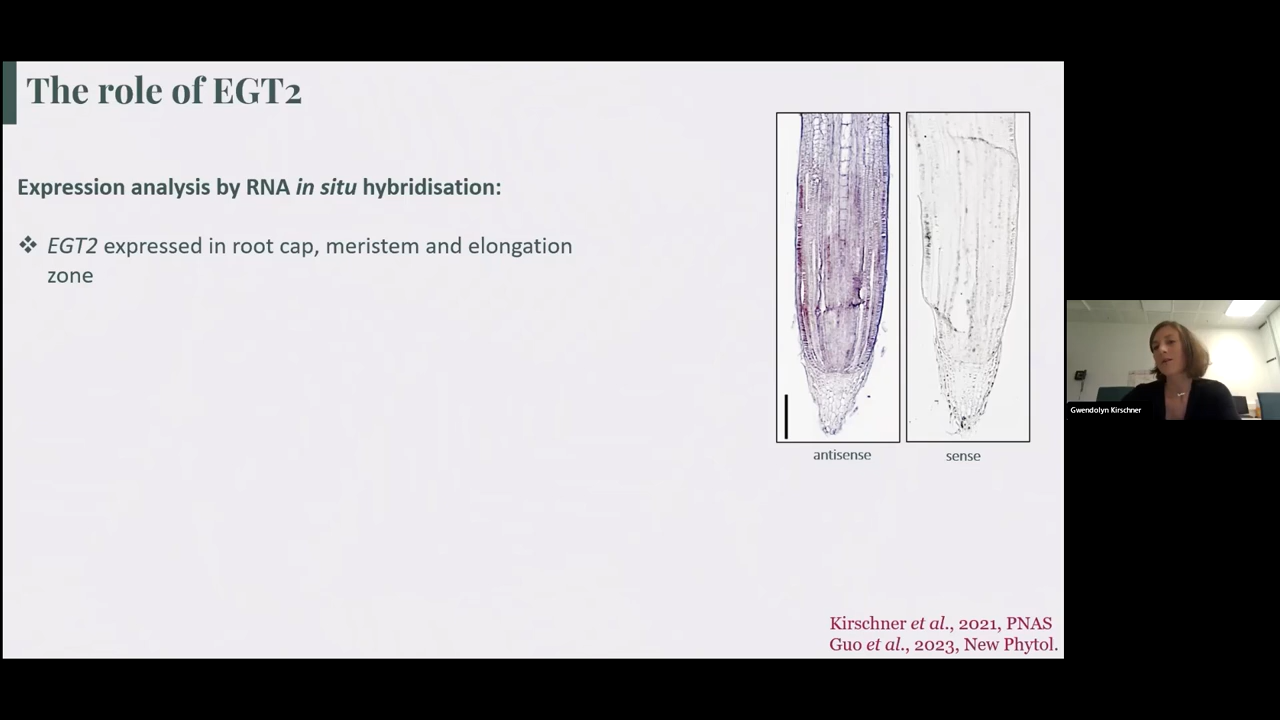 The role of EGT2
Expression analysis by RNA in situ hybridisation:
❖ EGT2 expressed in root cap, meristem and elongation
zone
antisense
sense
Gwendolyn Kirschner
Kirschner et al., 2021, PNAS
Guo et al., 2023, New Phytol.